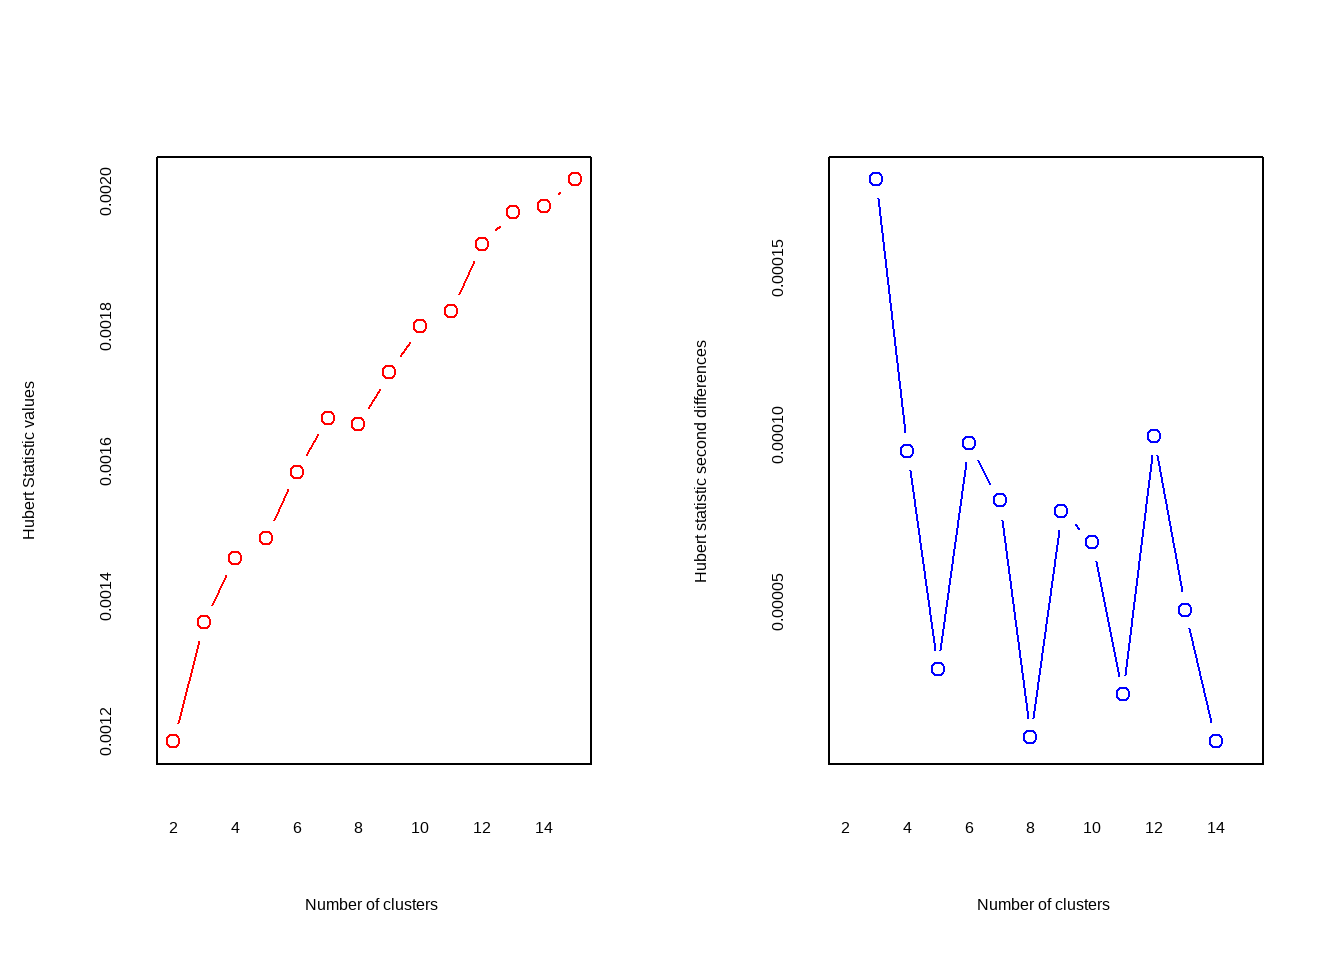 Hubert Statistic values
0.0020
0.0018
0.0016
0.0014
0.0012
2 4 6 8 10 12 14
Number of clusters
Hubert statistic second differences
0.00015
0.00010
0.00005
2 4 6 8 10 12 14
Number of clusters